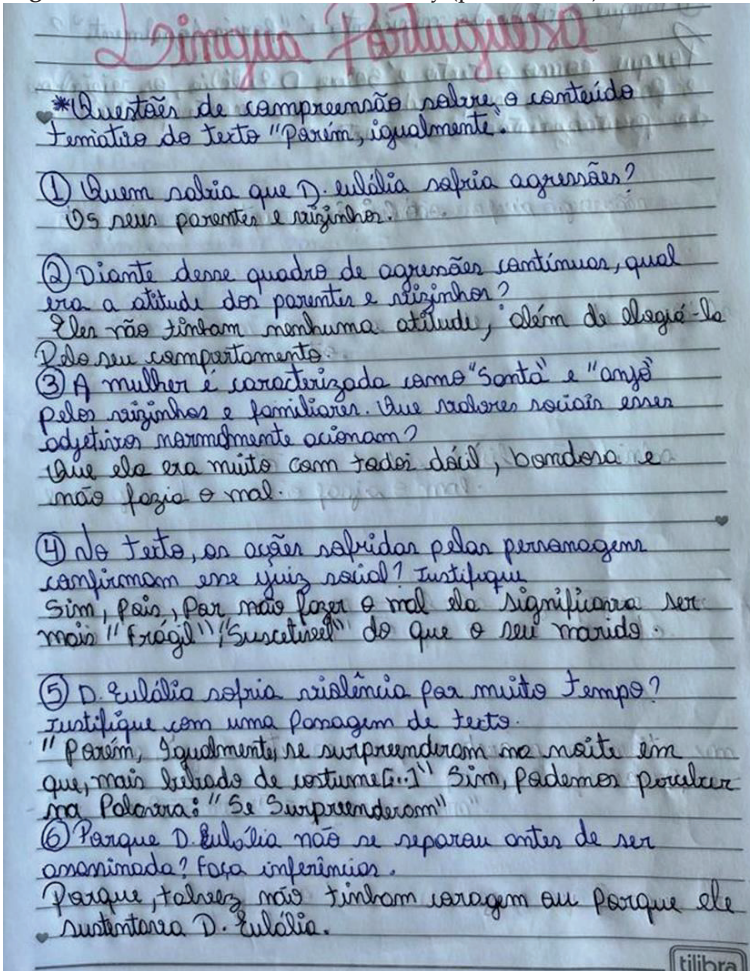 Língua Portuguesa
*Questões de compreensão sobre o conteúdo
temático do texto "Porém, igualmente".
① Quem sabia que D. eulália sofria agressões?
Os seus parentes e vizinhos.
② Diante desse quadro de agressões contínuas, qual
era a atitude dos parentes e vizinhos?
Eles não tinham nenhuma atitude, além de elogiá-la
Pelo seu comportamento.
③ A mulher é caracterizada como "Santa" e "anjo"
pelos vizinhos e familiares. Que valores sociais esses
adjetivos normalmente acionam?
Que ela era muito com todos dócil, bondosa e
não fazia o mal.
④ No texto, as ações sofridas pelas personagens
confirmam esse juiz social? Justifique
Sim, Pois, Por não fazer o mal ela significava ser
mais "Frágil", "Suscetível" do que o seu marido.
⑤ D. Eulália sofria violência por muito tempo?
Justifique com uma Passagem de texto.
"Porém, Igualmente, se surpreenderam na noite em
que, mais bebado de costume[...]" Sim, Podemos perceber
na Palavra: "Se Surpreenderam"
⑥ Porque D. Eulália não se separou antes de ser
assassinada? Faça inferências.
Porque, talvez não tinham coragem ou Porque ele
sustentava D. Eulália.
tilibra